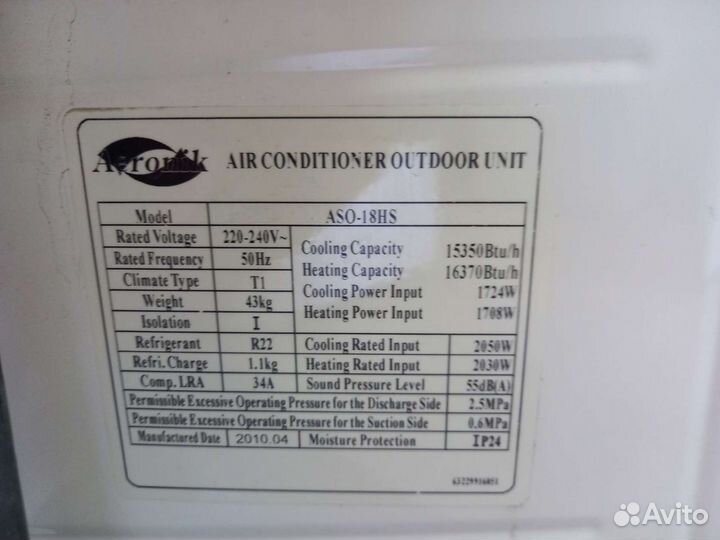 Aeronik AIR CONDITIONER OUTDOOR UNIT
Model ASO-18HS
Rated Voltage 220-240V~
Rated Frequency 50Hz
Climate Type T1
Weight 43kg
Isolation I
Cooling Capacity 15350Btu/h
Heating Capacity 16370Btu/h
Cooling Power Input 1724W
Heating Power Input 1708W
Refrigerant R22 Cooling Rated Input 2050W
Refri.Charge 1.1kg Heating Rated Input 2030W
Comp.LRA 34A Sound Pressure Level 55dB(A)
Permissible Excessive Operating Pressure for the Discharge Side 2.5MPa
Permissible Excessive Operating Pressure for the Suction Side 0.6MPa
Manufactured Date 2010.04 Moisture Protection IP24
63229916051
Avito